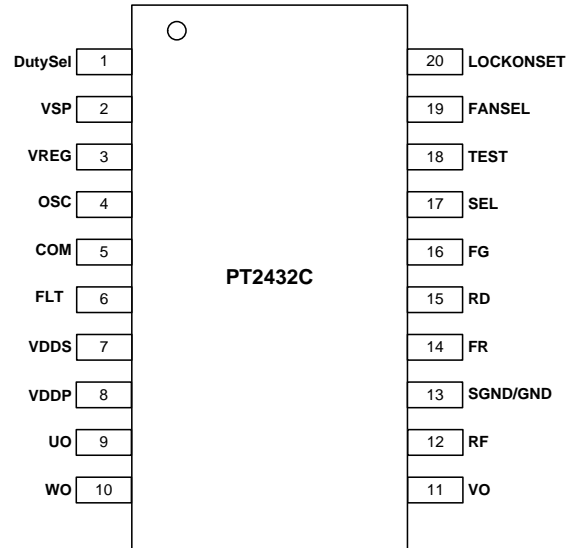 DutySel 1 20 LOCKONSET
VSP 2 19 FANSEL
VREG 3 18 TEST
OSC 4 17 SEL
COM 5 16 FG
PT2432C
FLT 6 15 RD
VDDS 7 14 FR
VDDP 8 13 SGND/GND
UO 9 12 RF
WO 10 11 VO